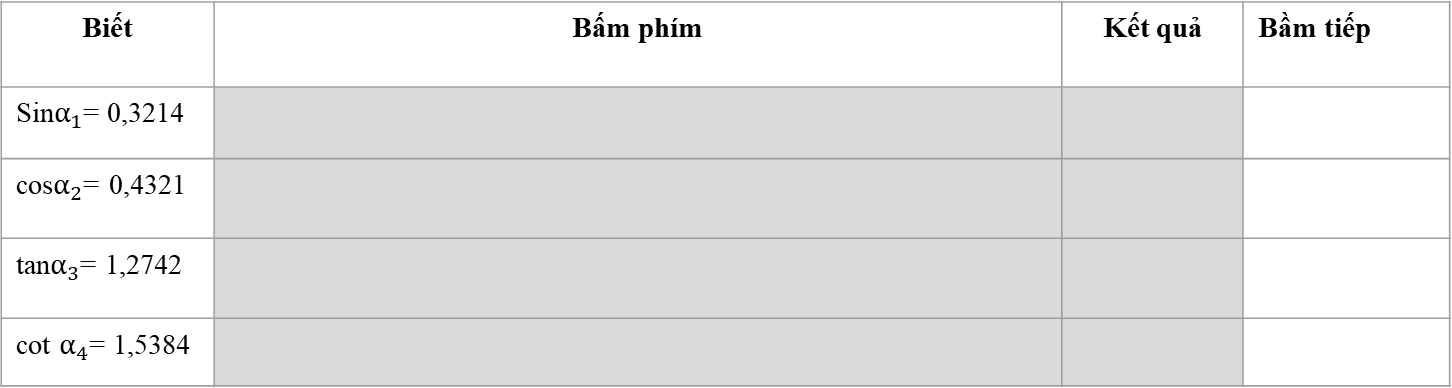 Biết Bấm phím Kết quả Bầm tiếp
Sinα₁= 0,3214
cosα₂= 0,4321
tanα₃= 1,2742
cot α₄= 1,5384